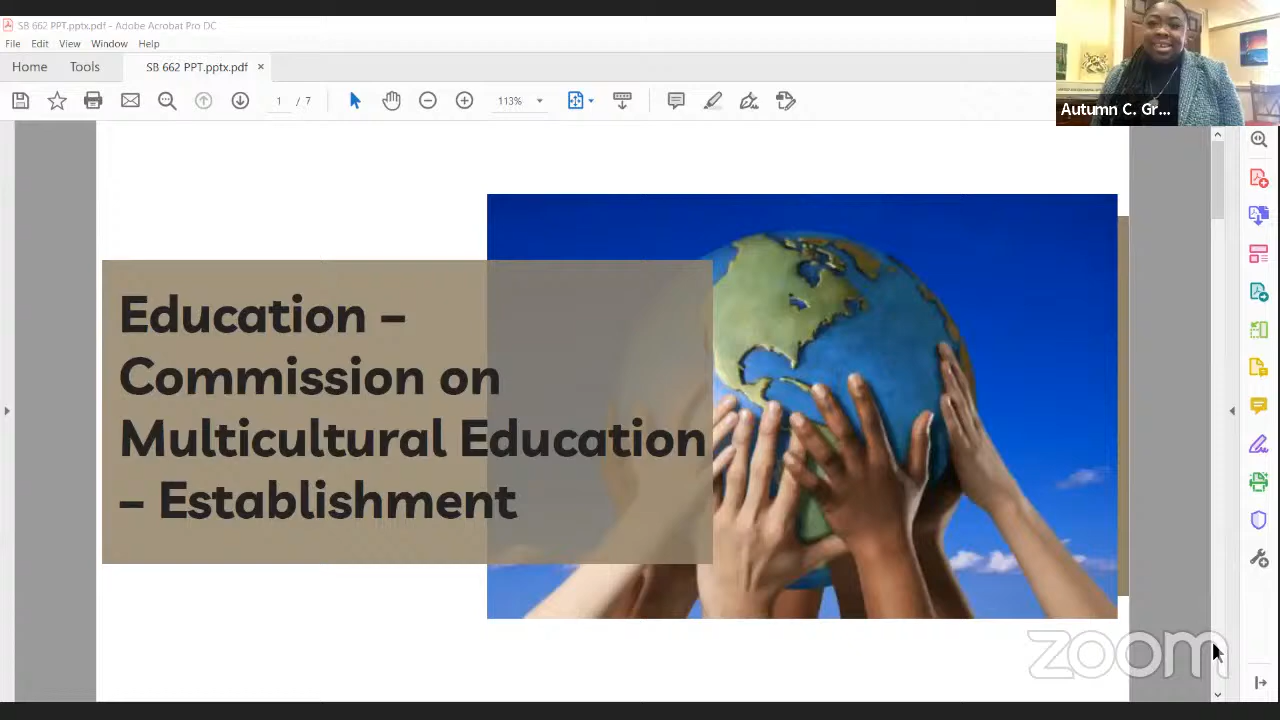 SB 662 PPT.pptx.pdf - Adobe Acrobat Pro DC
File Edit View Window Help
Home Tools SB 662 PPT.pptx.pdf ×
1 / 7 113%
Autumn C. Gr...
Education –
Commission on
Multicultural Education
– Establishment
zoom